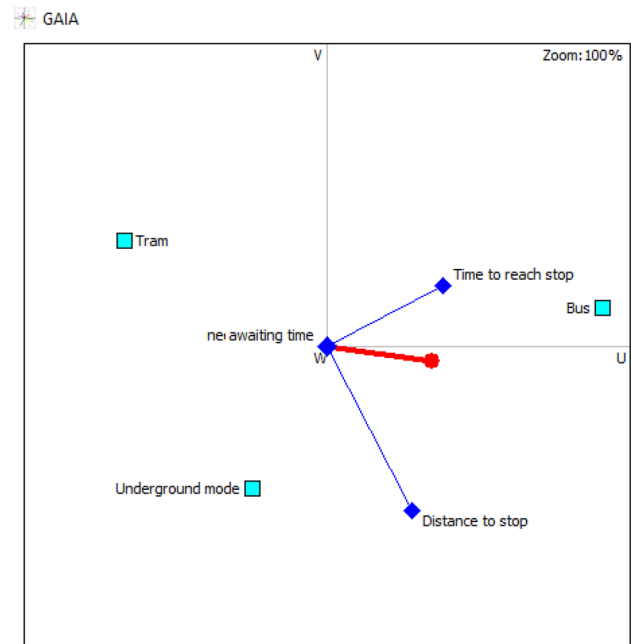 GAIA
V
Zoom:100%
Tram
Time to reach stop
Bus
awaiting time
W
U
Underground mode
Distance to stop